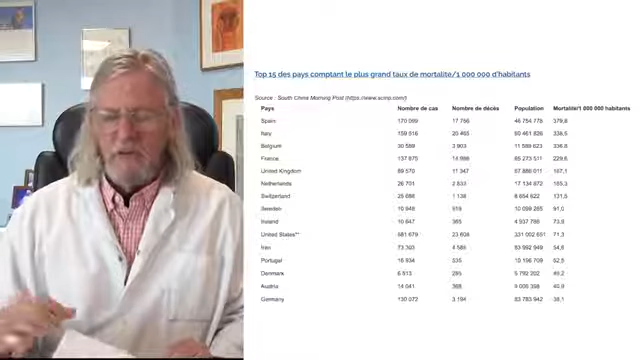 Top 15 des pays comptant le plus grand taux de mortalité/1 000 000 d'habitants
Source : South China Morning Post (https://www.scmp.com/)
Pays Nombre de cas Nombre de décès Population Mortalité/1 000 000 habitants
Spain 170 099 17 756 46 754 778 379,8
Italy 159 516 20 465 60 461 826 338,5
Belgium 30 589 3 903 11 589 623 336,8
France 137 875 14 986 65 273 511 229,6
United Kingdom 89 570 11 347 67 886 011 167,1
Netherlands 26 701 2 833 17 134 872 165,3
Switzerland 25 688 1 138 8 654 622 131,5
Sweden 10 948 919 10 099 265 91,0
Ireland 10 647 365 4 937 786 73,9
United States** 581 679 23 608 331 002 651 71,3
Iran 73 303 4 585 83 992 949 54,6
Portugal 16 934 535 10 196 709 52,5
Denmark 6 513 285 5 792 202 49,2
Austria 14 041 368 9 006 398 40,9
Germany 130 072 3 194 83 783 942 38,1